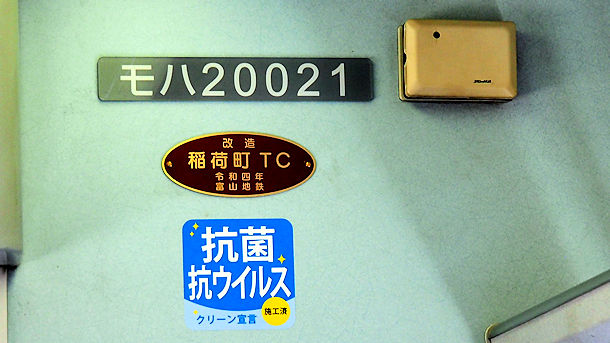 モハ20021
改造
稲荷町TC
令和四年
富山地鉄
抗菌
抗ウイルス
クリーン宣言
施工済